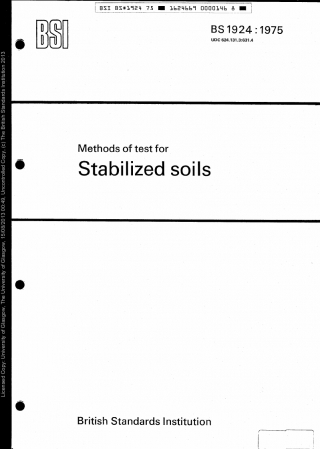 BSI BS*1924 75 ■ 1624669 0000146 8 ■
BSI
BS 1924 : 1975
UDC 624.131.3:631.4
Methods of test for
Stabilized soils
British Standards Institution
Licensed Copy: University of Glasgow, The University of Glasgow, 15/08/2013 00:48, Uncontrolled Copy, (c) The British Standards Institution 2013